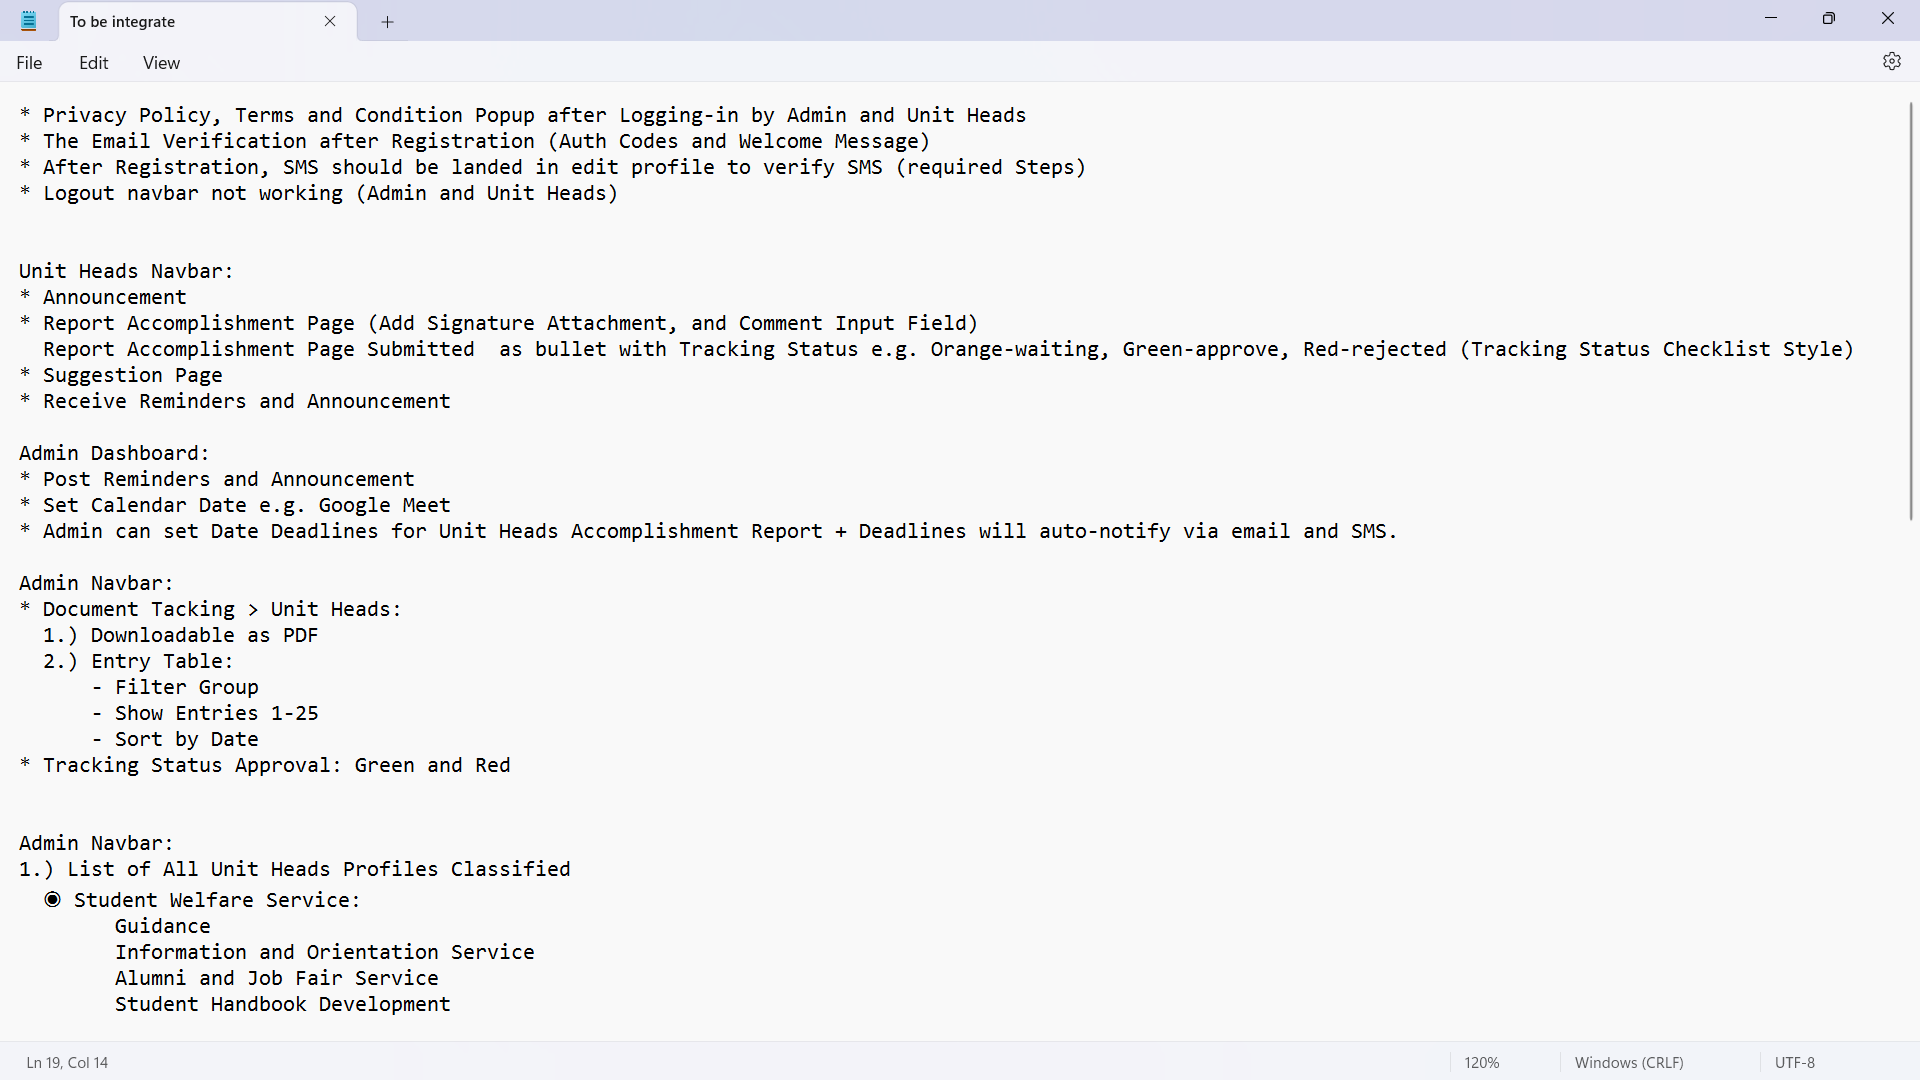 To be integrate
File Edit View
* Privacy Policy, Terms and Condition Popup after Logging-in by Admin and Unit Heads
* The Email Verification after Registration (Auth Codes and Welcome Message)
* After Registration, SMS should be landed in edit profile to verify SMS (required Steps)
* Logout navbar not working (Admin and Unit Heads)
Unit Heads Navbar:
* Announcement
* Report Accomplishment Page (Add Signature Attachment, and Comment Input Field)
Report Accomplishment Page Submitted  as bullet with Tracking Status e.g. Orange-waiting, Green-approve, Red-rejected (Tracking Status Checklist Style)
* Suggestion Page
* Receive Reminders and Announcement
Admin Dashboard:
* Post Reminders and Announcement
* Set Calendar Date e.g. Google Meet
* Admin can set Date Deadlines for Unit Heads Accomplishment Report + Deadlines will auto-notify via email and SMS.
Admin Navbar:
* Document Tacking > Unit Heads:
1.) Downloadable as PDF
2.) Entry Table:
- Filter Group
- Show Entries 1-25
- Sort by Date
* Tracking Status Approval: Green and Red
Admin Navbar:
1.) List of All Unit Heads Profiles Classified
◉ Student Welfare Service:
Guidance
Information and Orientation Service
Alumni and Job Fair Service
Student Handbook Development
Ln 19, Col 14 120% Windows (CRLF) UTF-8